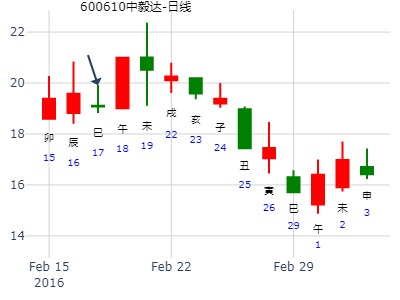 600610中毅达-日线
22
20
18
16
14
卯
15
辰
16
巳
17
午
18
未
19
戌
22
亥
23
子
24
丑
25
寅
26
巳
29
午
1
未
2
申
3
Feb 15
2016
Feb 22
Feb 29